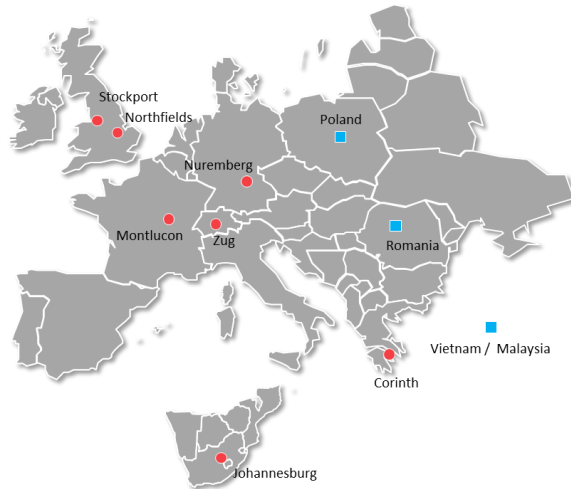 Stockport
Northfields
Poland
Nuremberg
Montlucon
Zug
Romania
Vietnam / Malaysia
Corinth
Johannesburg